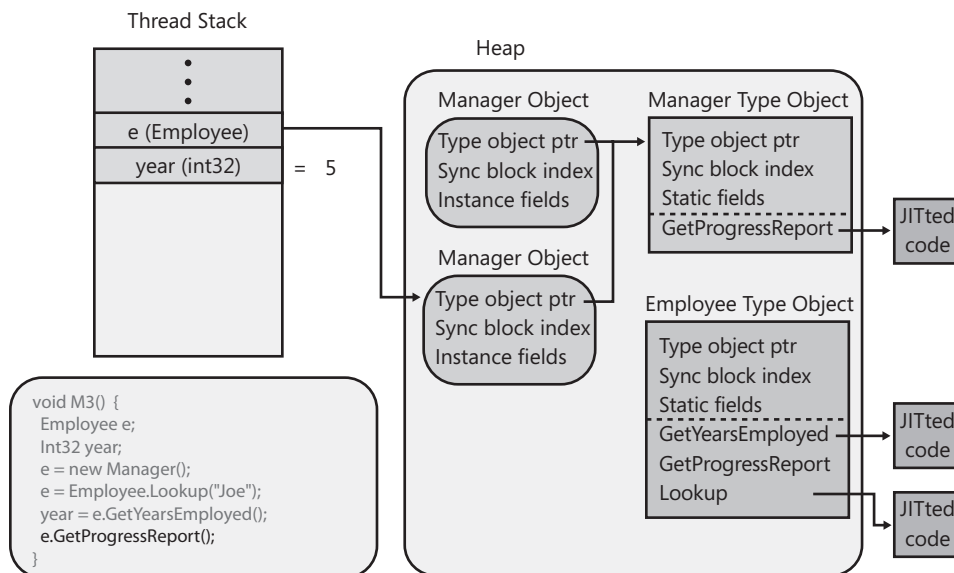 Thread Stack
e (Employee)
year (int32)
= 5
void M3() {
Employee e;
Int32 year;
e = new Manager();
e = Employee.Lookup("Joe");
year = e.GetYearsEmployed();
e.GetProgressReport();
}
Heap
Manager Object
Type object ptr
Sync block index
Instance fields
Manager Object
Type object ptr
Sync block index
Instance fields
Manager Type Object
Type object ptr
Sync block index
Static fields
GetProgressReport
JITted
code
Employee Type Object
Type object ptr
Sync block index
Static fields
GetYearsEmployed
GetProgressReport
Lookup
JITted
code
JITted
code